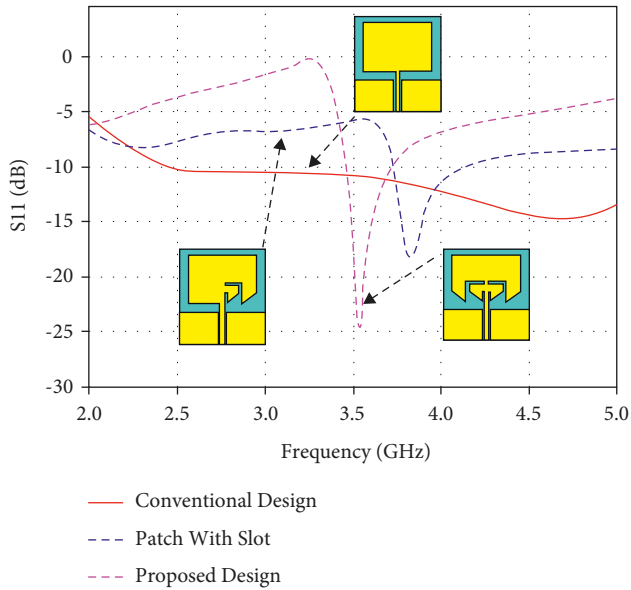 0
-5
-10
-15
-20
-25
-30
S11 (dB)
2.0 2.5 3.0 3.5 4.0 4.5 5.0
Frequency (GHz)
Conventional Design
Patch With Slot
Proposed Design